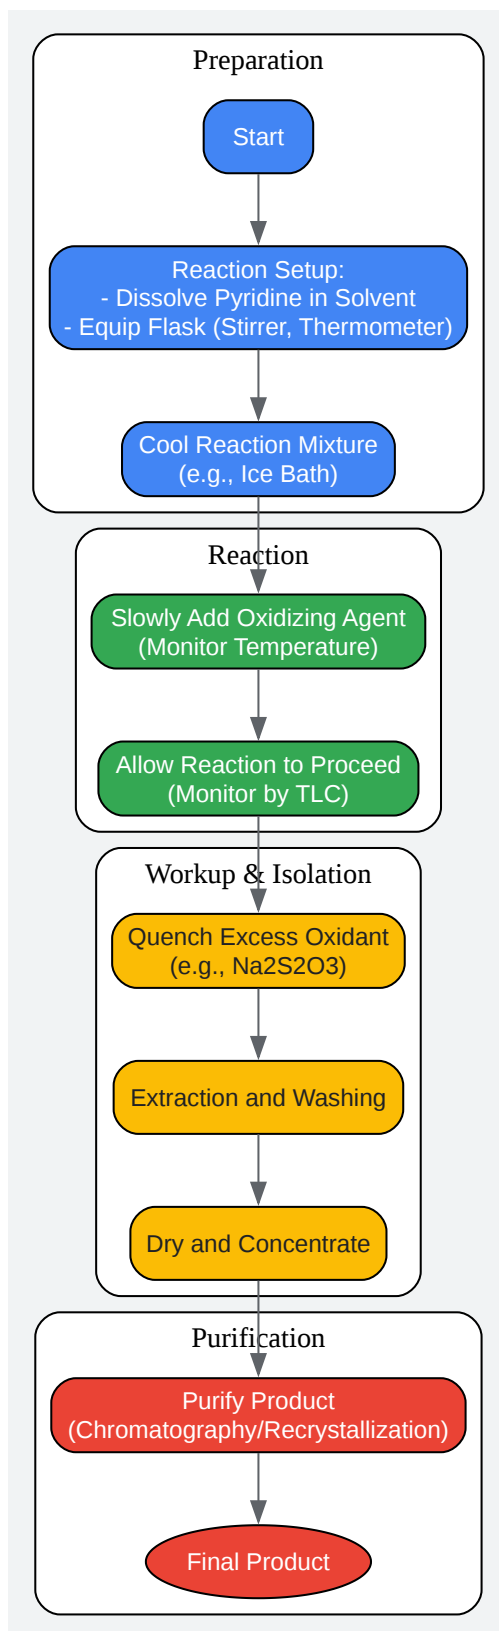 Preparation
Start
Reaction Setup:
- Dissolve Pyridine in Solvent
- Equip Flask (Stirrer, Thermometer)
Cool Reaction Mixture
(e.g., Ice Bath)
Reaction
Slowly Add Oxidizing Agent
(Monitor Temperature)
Allow Reaction to Proceed
(Monitor by TLC)
Workup & Isolation
Quench Excess Oxidant
(e.g., Na2S2O3)
Extraction and Washing
Dry and Concentrate
Purification
Purify Product
(Chromatography/Recrystallization)
Final Product